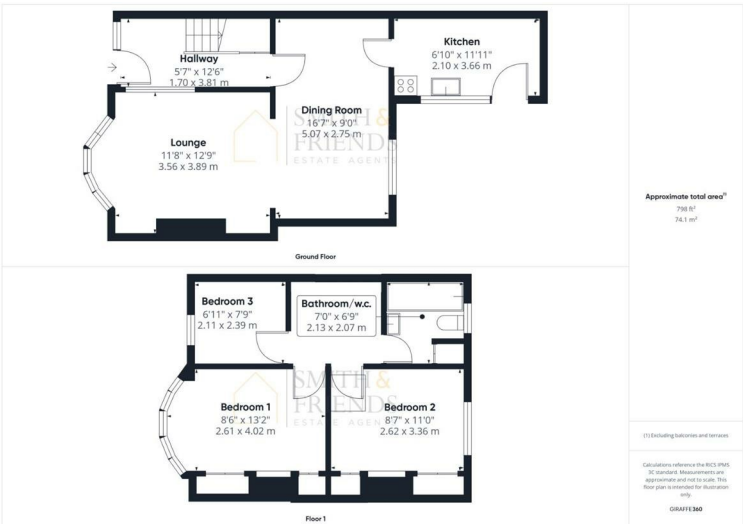 Hallway
5'7" x 12'6"
1.70 x 3.81 m
Kitchen
6'10" x 11'11"
2.10 x 3.66 m
Lounge
11'8" x 12'9"
3.56 x 3.89 m
Dining Room
16'7" x 9'0"
5.07 x 2.75 m
SMITH &
FRIENDS
ESTATE AGENTS
Ground Floor
Bedroom 3
6'11" x 7'9"
2.11 x 2.39 m
Bathroom/w.c.
7'0" x 6'9"
2.13 x 2.07 m
Bedroom 1
8'6" x 13'2"
2.61 x 4.02 m
SMITH &
FRIENDS
ESTATE AGENTS
Bedroom 2
8'7" x 11'0"
2.62 x 3.36 m
Floor 1
Approximate total area(1)
798 ft²
74.1 m²
(1) Excluding balconies and terraces
Calculations reference the RICS IPMS
3C standard. Measurements are
approximate and not to scale. This
floor plan is intended for illustration
only.
GIRAFFE360